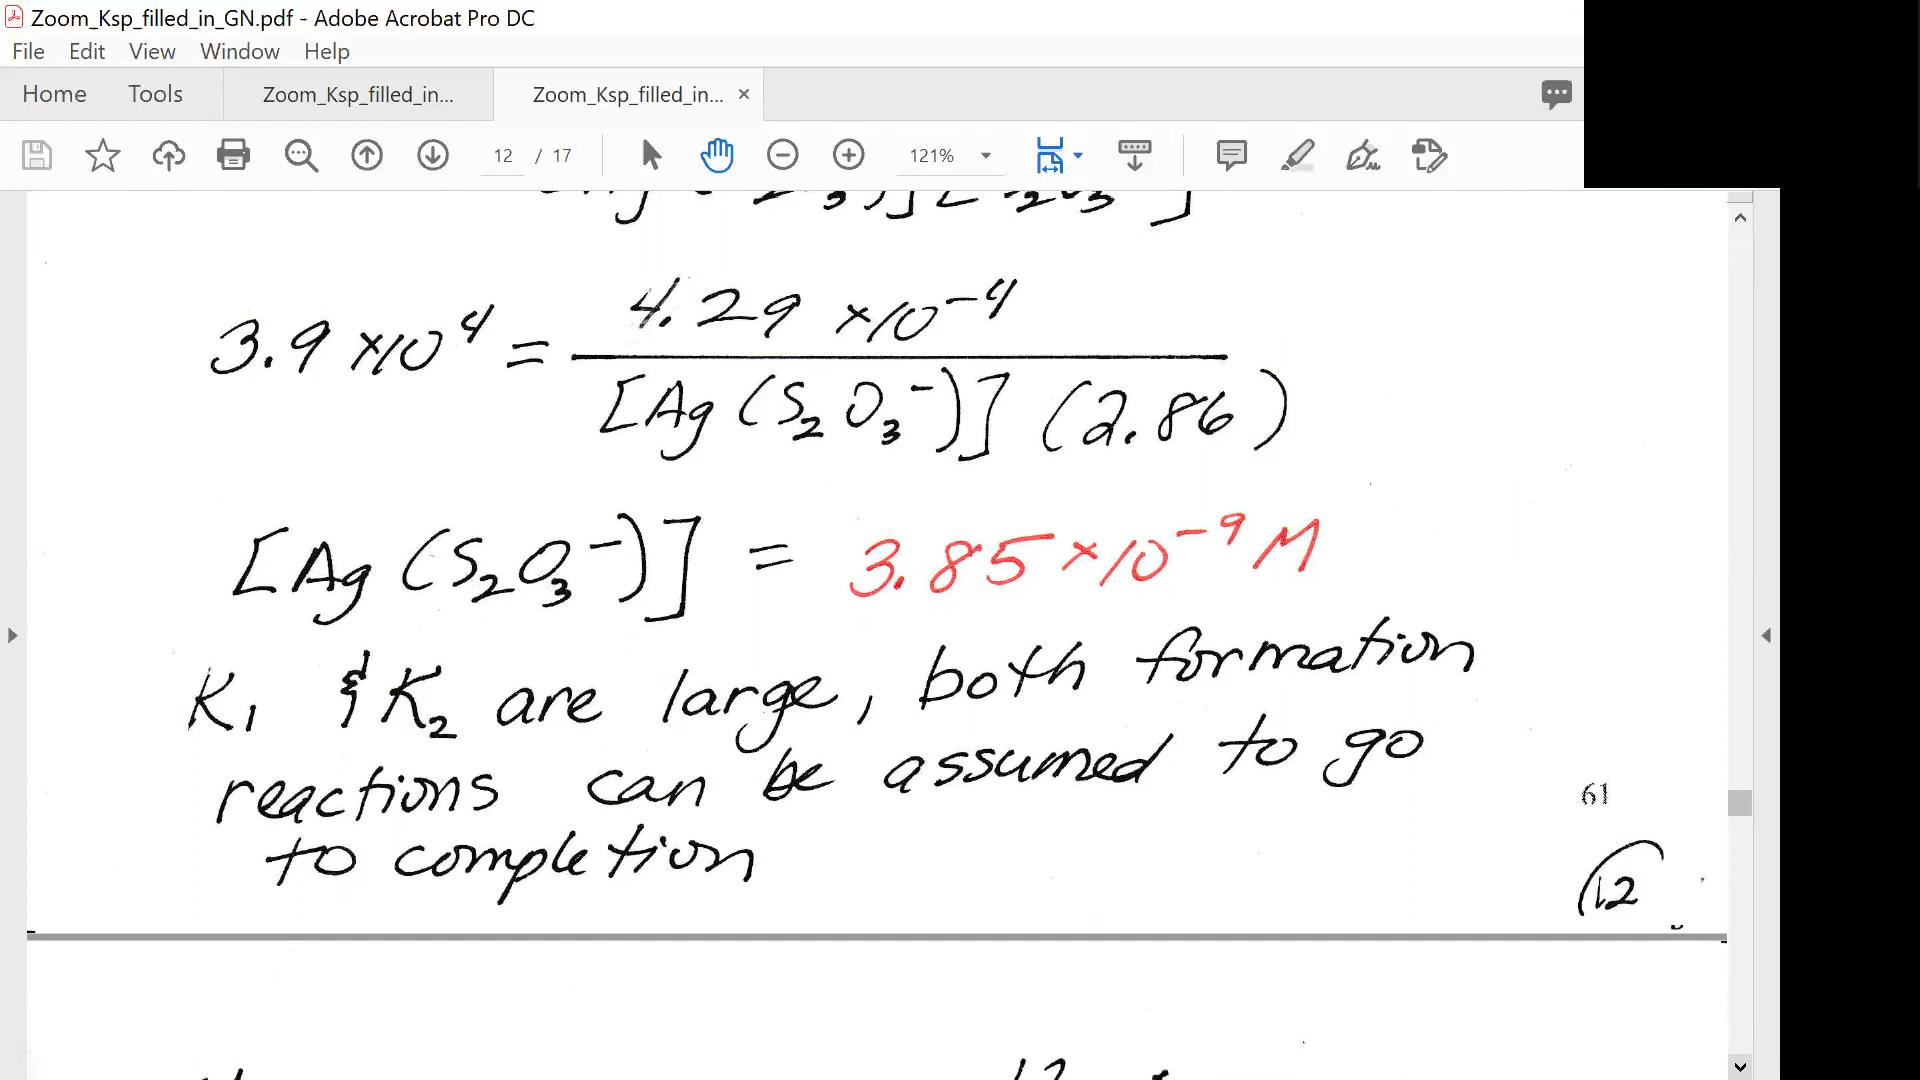 Zoom_Ksp_filled_in_GN.pdf - Adobe Acrobat Pro DC
File Edit View Window Help
Home Tools Zoom_Ksp_filled_in... Zoom_Ksp_filled_in... ×
12 / 17 121%
3.9 x10⁴ = 4.29 x10⁻⁴
[Ag (S₂O₃⁻)] (2.86)
[Ag (S₂O₃⁻)] = 3.85 x10⁻⁹ M
K₁ & K₂ are large, both formation
reactions can be assumed to go
to completion
61
12